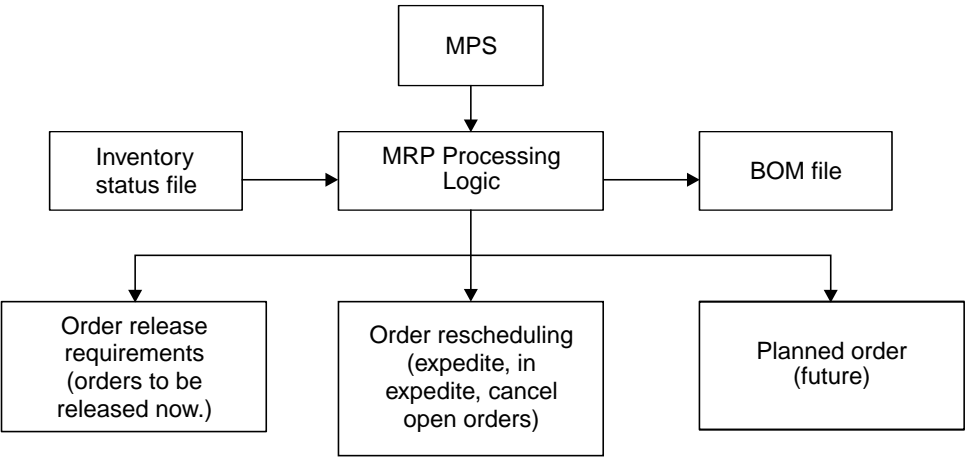 MPS
Inventory
status file
MRP Processing
Logic
BOM file
Order release
requirements
(orders to be
released now.)
Order rescheduling
(expedite, in
expedite, cancel
open orders)
Planned order
(future)